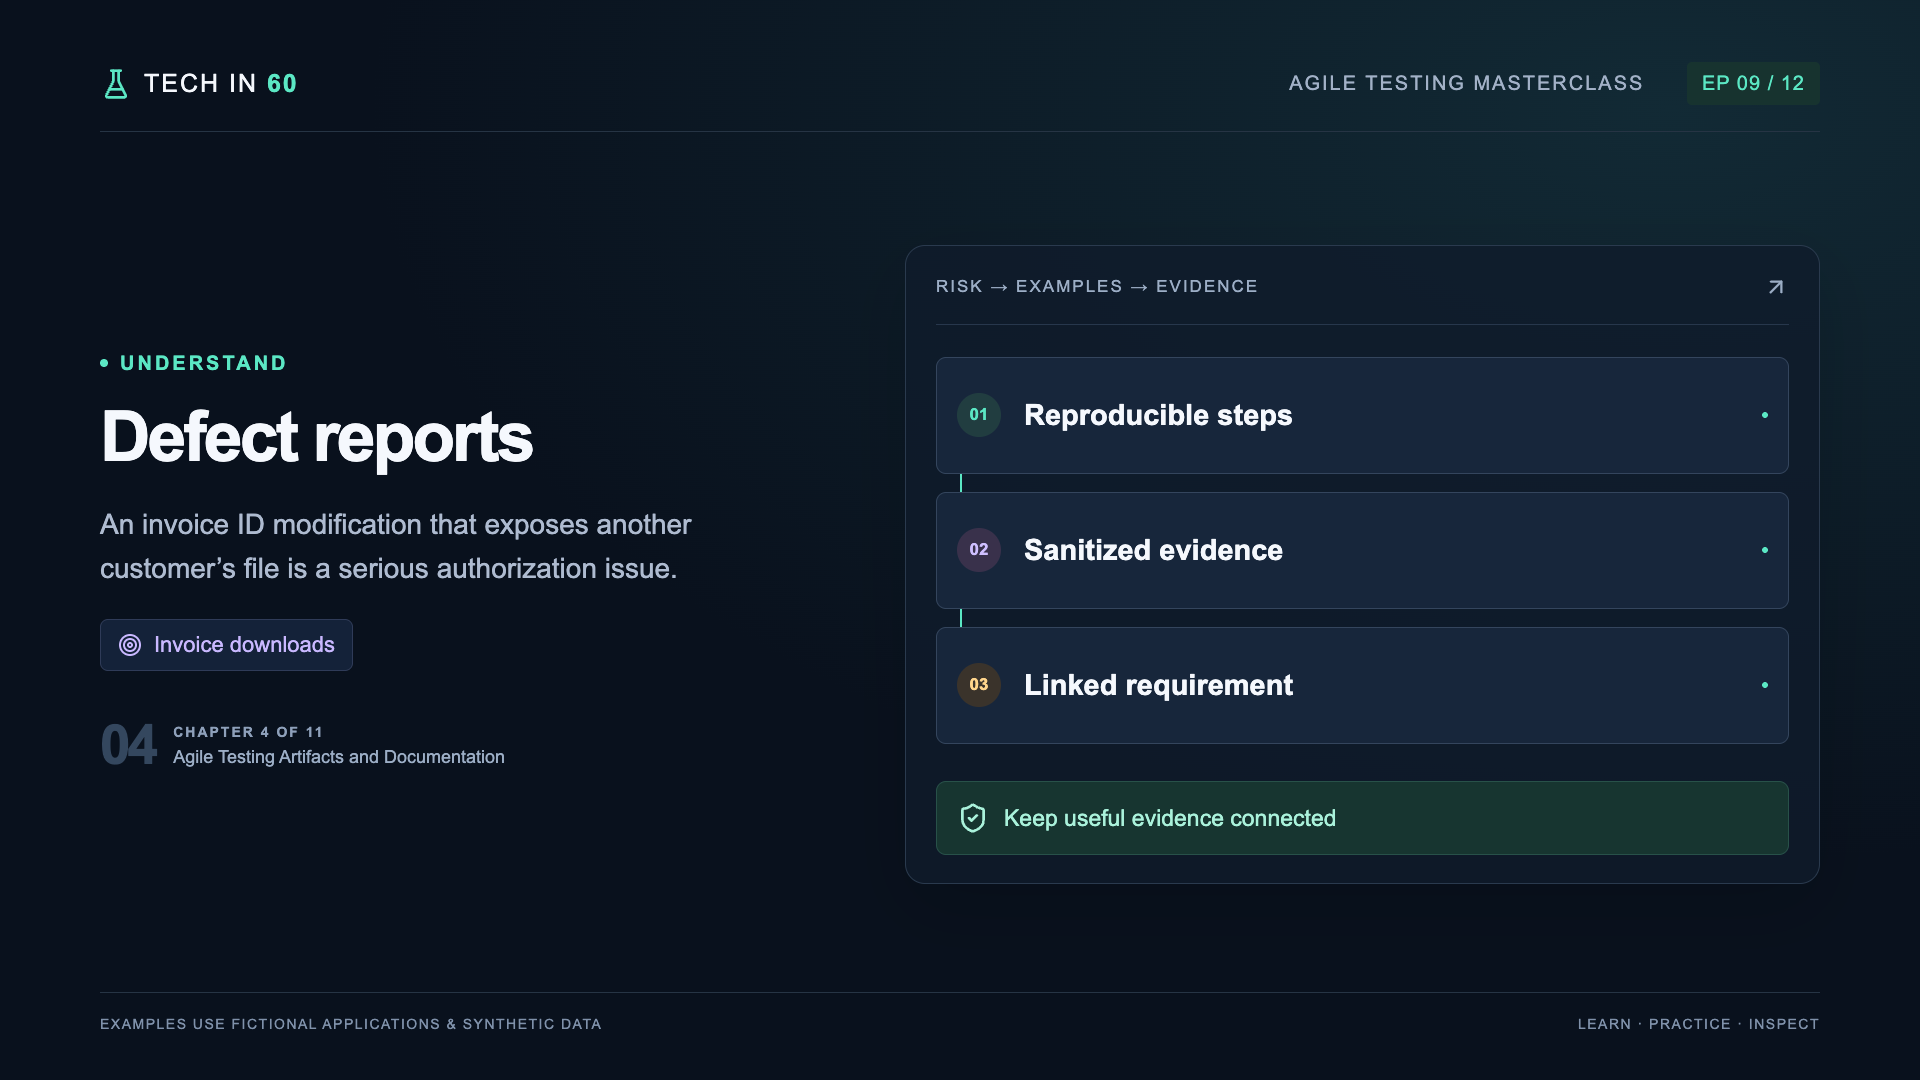 TECH IN 60
AGILE TESTING MASTERCLASS
EP 09 / 12
UNDERSTAND
Defect reports
An invoice ID modification that exposes another
customer’s file is a serious authorization issue.
Invoice downloads
04
CHAPTER 4 OF 11
Agile Testing Artifacts and Documentation
RISK → EXAMPLES → EVIDENCE
01
Reproducible steps
02
Sanitized evidence
03
Linked requirement
Keep useful evidence connected
EXAMPLES USE FICTIONAL APPLICATIONS & SYNTHETIC DATA
LEARN · PRACTICE · INSPECT